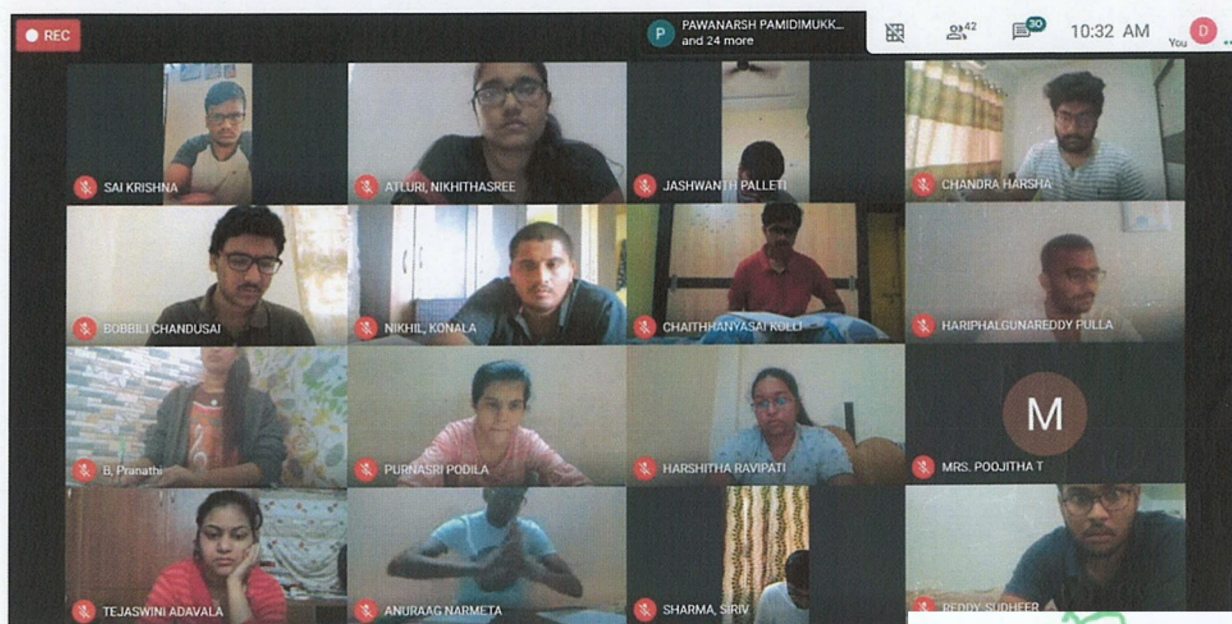 REC
P
PAWANARSH PAMIDIMUKK...
and 24 more
42
30
10:32 AM
You
D
SAI KRISHNA
ATLURI, NIKHITHASREE
JASHWANTH PALLETI
CHANDRA HARSHA
BOBBILI CHANDUSAI
NIKHIL, KONALA
CHAITHHANYASAI KOLLI
HARIPHALGUNAREDDY PULLA
B, Pranathi
PURNASRI PODILA
HARSHITHA RAVIPATI
M
MRS. POOJITHA T
TEJASWINI ADAVALA
ANURAAG NARMETA
SHARMA, SIRIV
REDDY, SUDHEER